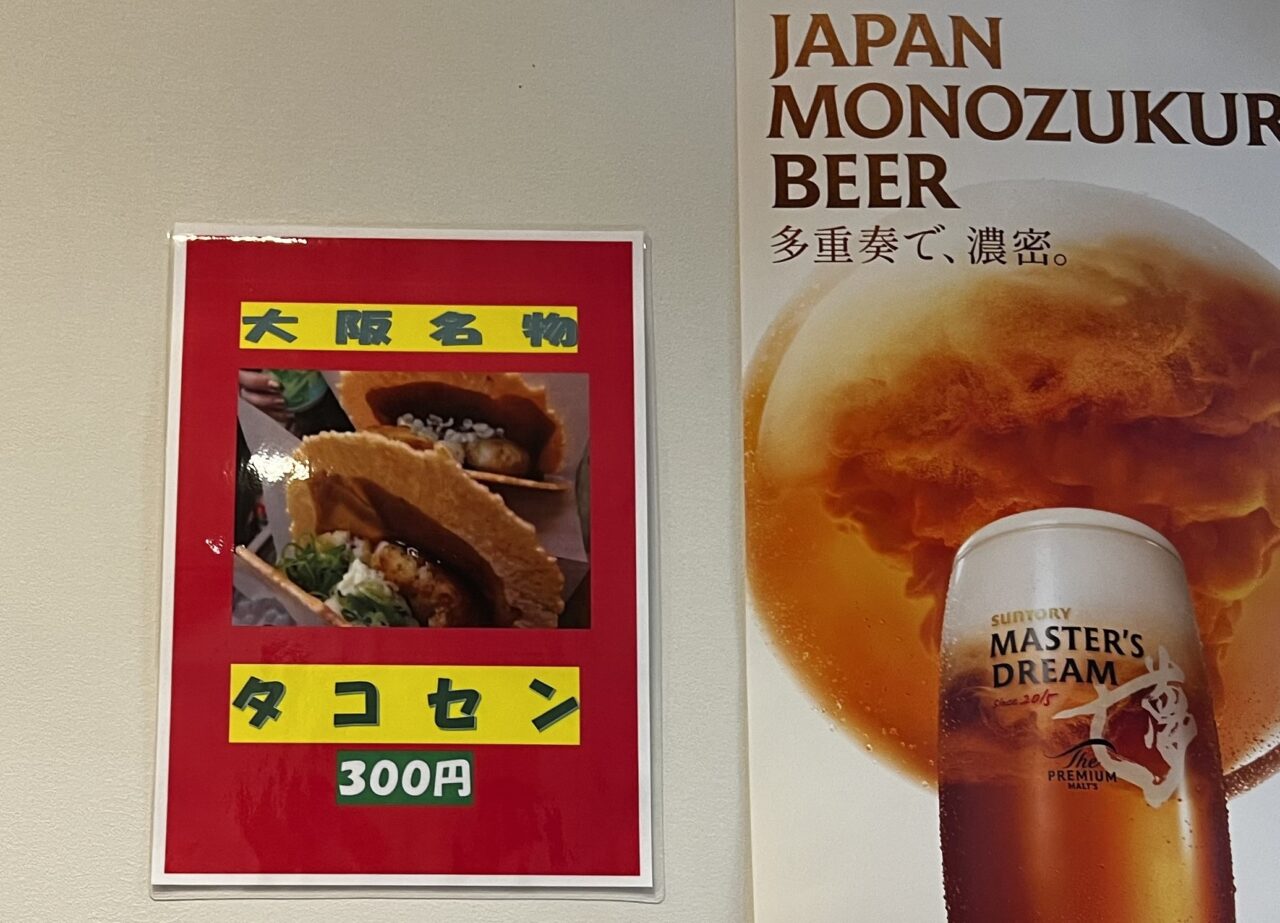 大阪名物
タコセン
300円
JAPAN
MONOZUKUR
BEER
多重奏で、濃密。
SUNTORY
MASTER'S
DREAM
since 2015
The
PREMIUM
MALT'S